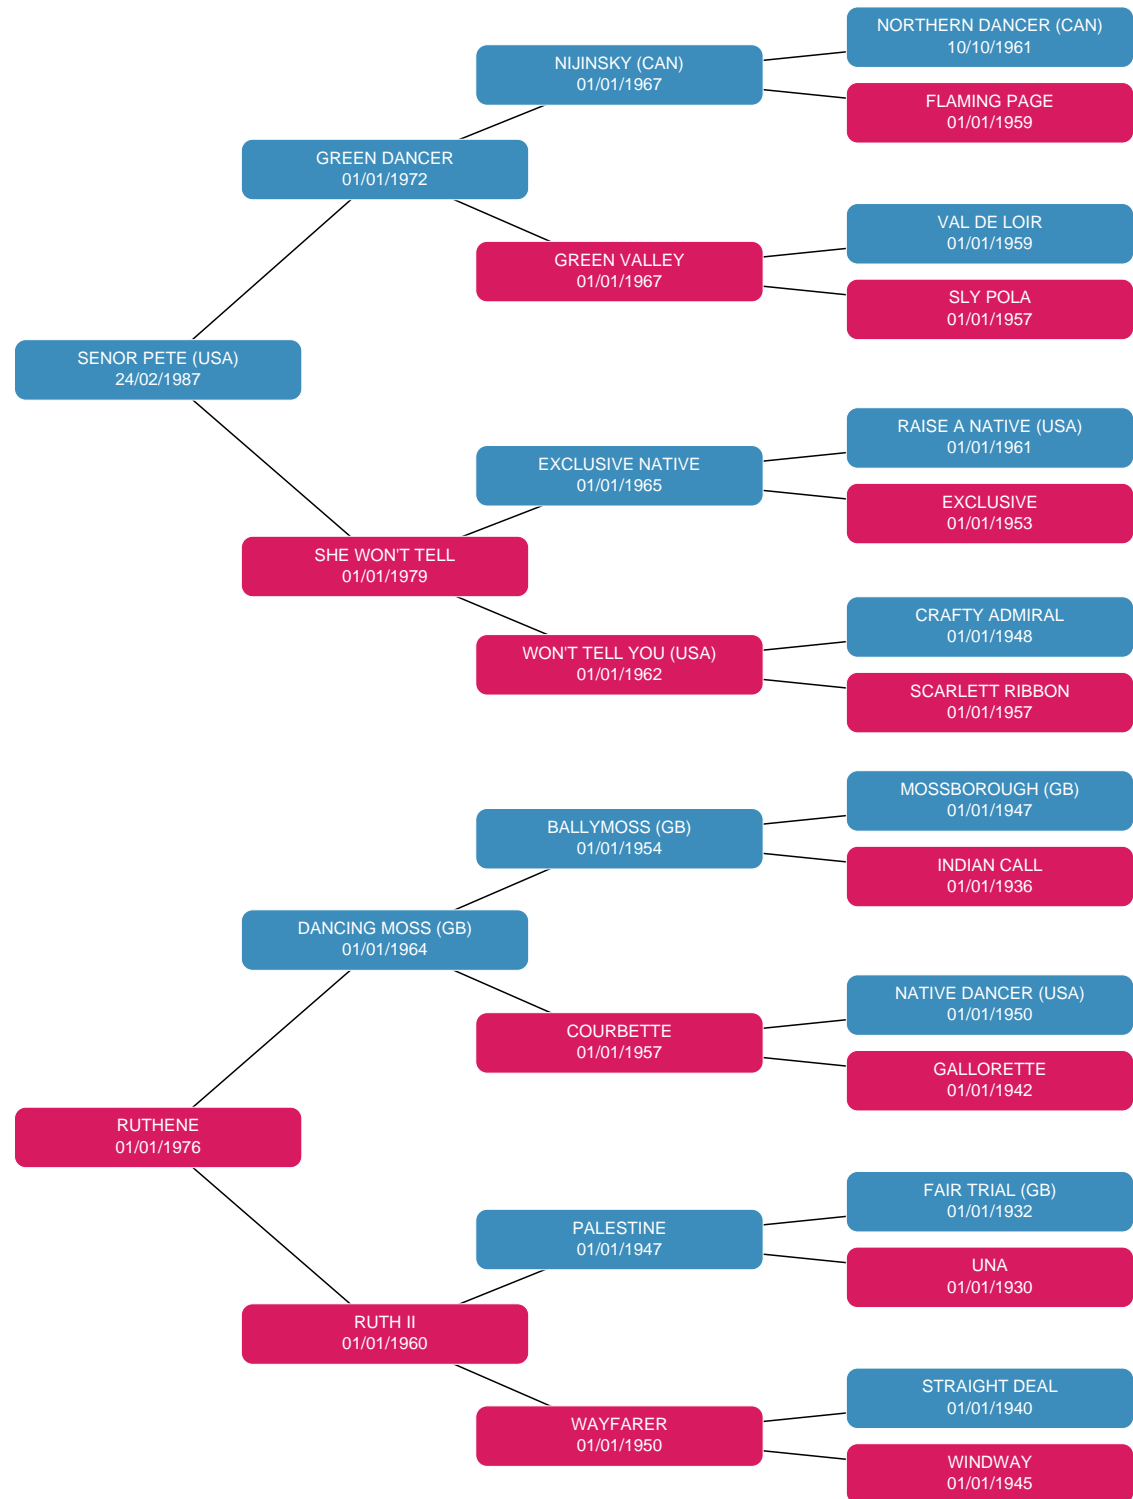 NORTHERN DANCER (CAN)
10/10/1961
NIJINSKY (CAN)
01/01/1967
FLAMING PAGE
01/01/1959
GREEN DANCER
01/01/1972
VAL DE LOIR
01/01/1959
GREEN VALLEY
01/01/1967
SLY POLA
01/01/1957
SENOR PETE (USA)
24/02/1987
RAISE A NATIVE (USA)
01/01/1961
EXCLUSIVE NATIVE
01/01/1965
EXCLUSIVE
01/01/1953
SHE WON'T TELL
01/01/1979
CRAFTY ADMIRAL
01/01/1948
WON'T TELL YOU (USA)
01/01/1962
SCARLETT RIBBON
01/01/1957
MOSSBOROUGH (GB)
01/01/1947
BALLYMOSS (GB)
01/01/1954
INDIAN CALL
01/01/1936
DANCING MOSS (GB)
01/01/1964
NATIVE DANCER (USA)
01/01/1950
COURBETTE
01/01/1957
GALLORETTE
01/01/1942
RUTHENE
01/01/1976
FAIR TRIAL (GB)
01/01/1932
PALESTINE
01/01/1947
UNA
01/01/1930
RUTH II
01/01/1960
STRAIGHT DEAL
01/01/1940
WAYFARER
01/01/1950
WINDWAY
01/01/1945